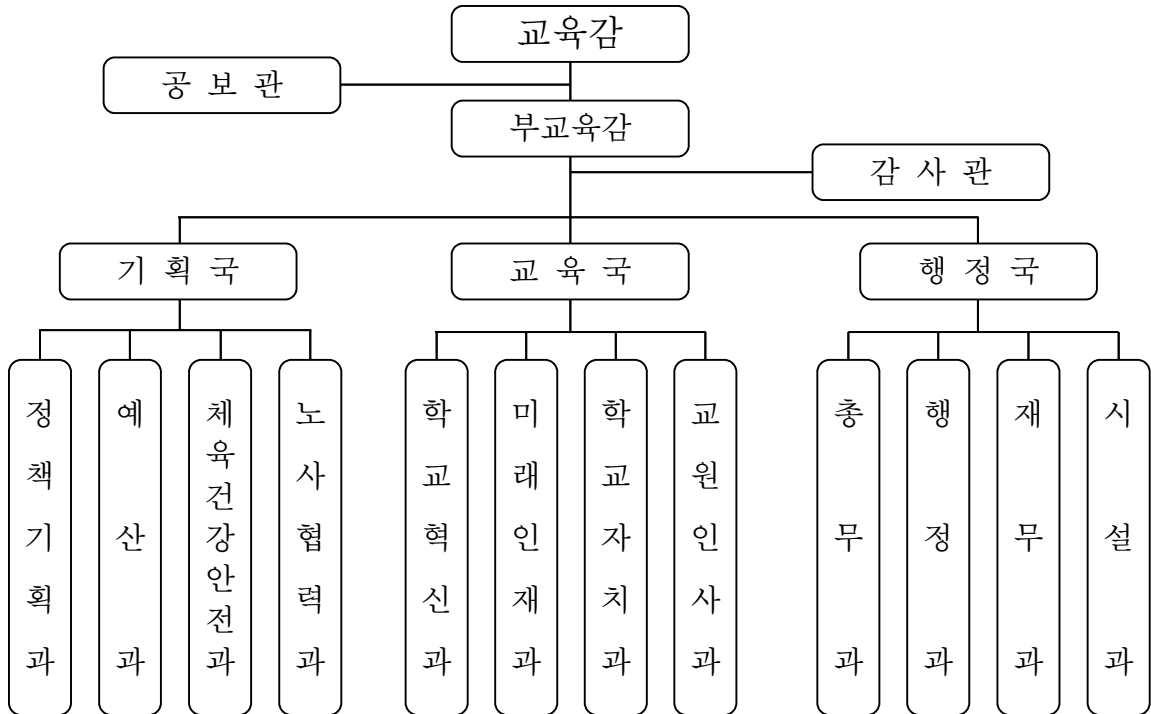 교육감
공 보 관
부교육감
감 사 관
기 획 국
교 육 국
행 정 국
정책기획과
예산과
체육건강안전과
노사협력과
학교혁신과
미래인재과
학교자치과
교원인사과
총무과
행정과
재무과
시설과